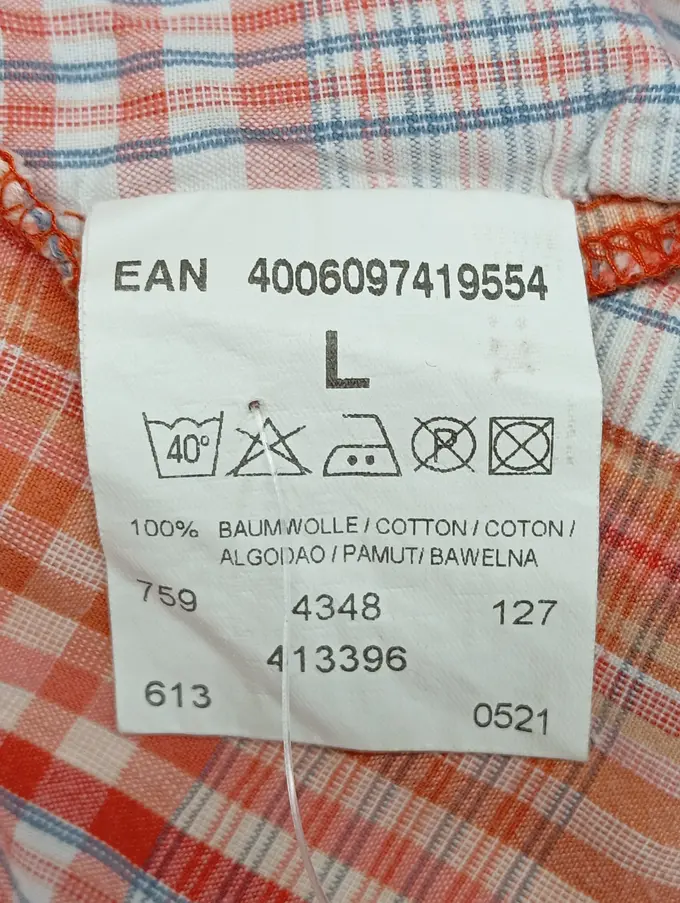 EAN 4006097419554
L
40°
P
100% BAUMWOLLE / COTTON / COTON /
ALGODAO / PAMUT/ BAWELNA
759 4348 127
413396
613 0521